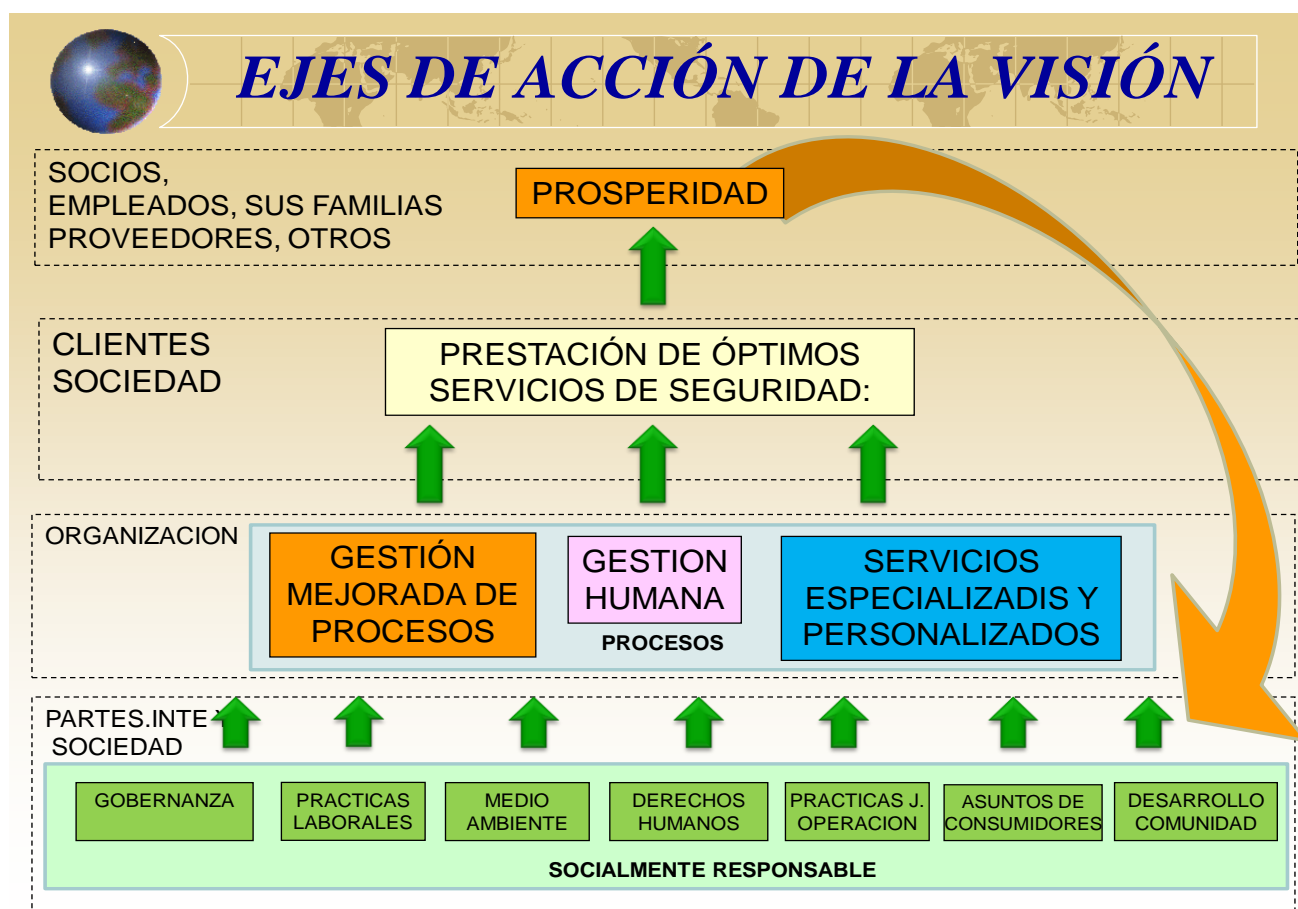 EJES DE ACCIÓN DE LA VISIÓN
SOCIOS,
EMPLEADOS, SUS FAMILIAS
PROVEEDORES, OTROS
PROSPERIDAD
CLIENTES
SOCIEDAD
PRESTACIÓN DE ÓPTIMOS
SERVICIOS DE SEGURIDAD:
ORGANIZACION
GESTIÓN
MEJORADA DE
PROCESOS
GESTION
HUMANA
PROCESOS
SERVICIOS
ESPECIALIZADIS Y
PERSONALIZADOS
PARTES.INTE Y
SOCIEDAD
GOBERNANZA
PRACTICAS
LABORALES
MEDIO
AMBIENTE
DERECHOS
HUMANOS
PRACTICAS J.
OPERACION
ASUNTOS DE
CONSUMIDORES
DESARROLLO
COMUNIDAD
SOCIALMENTE RESPONSABLE